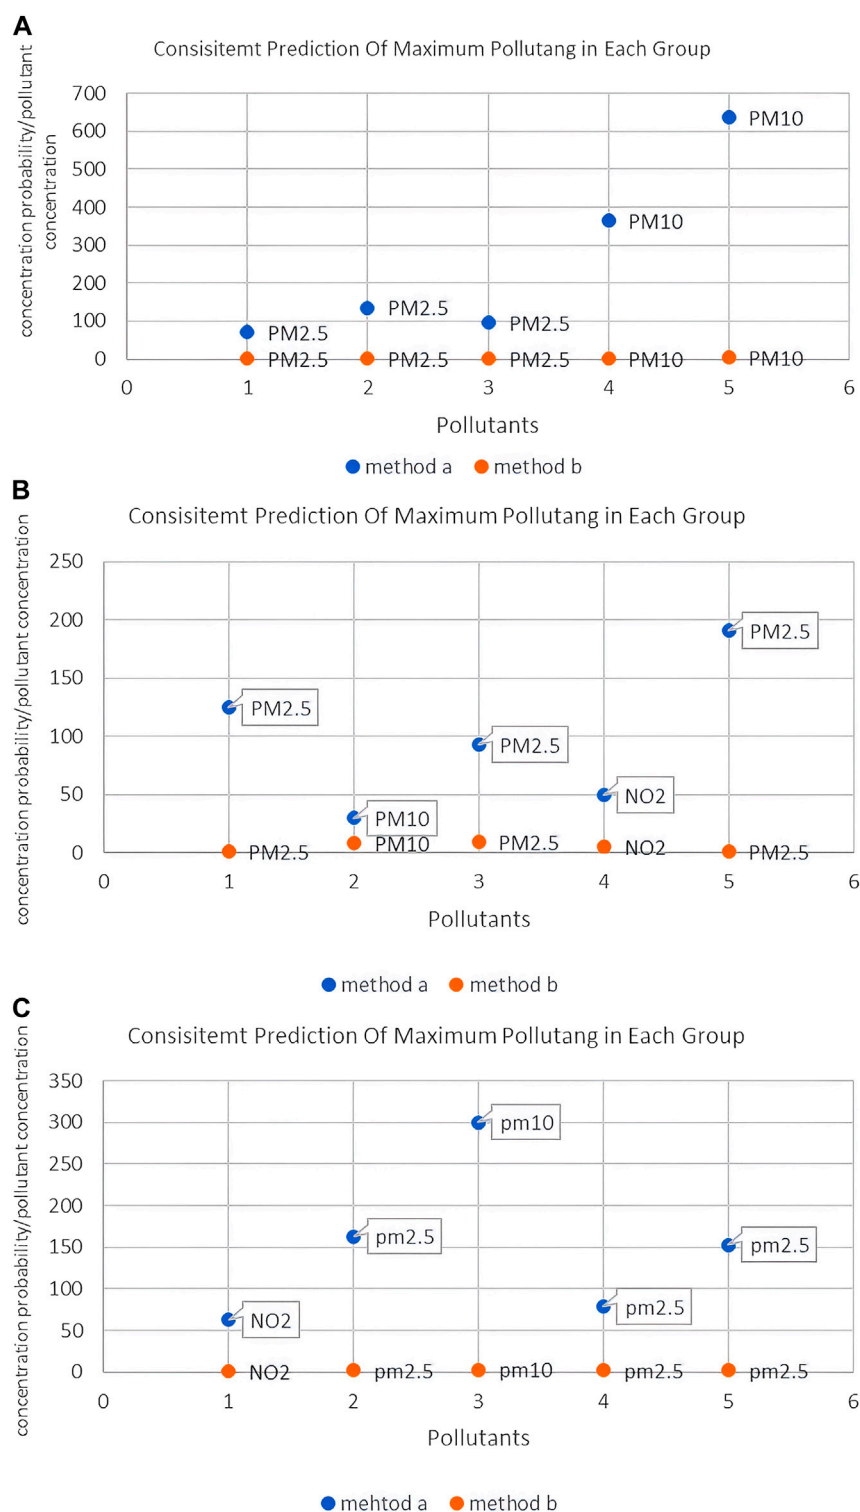 A
Consisitemt Prediction Of Maximum Pollutang in Each Group
concentration probability/pollutant
concentration
700
600
500
400
300
200
100
0
PM10
PM10
PM2.5
PM2.5
PM2.5
PM2.5
PM2.5
PM2.5
PM10
PM10
0 1 2 3 4 5 6
Pollutants
method a method b
B
Consisitemt Prediction Of Maximum Pollutang in Each Group
concentration probability/pollutant concentration
250
200
150
100
50
0
PM2.5
PM2.5
PM2.5
NO2
PM10
PM2.5
PM10
PM2.5
NO2
PM2.5
0 1 2 3 4 5 6
Pollutants
method a method b
C
Consisitemt Prediction Of Maximum Pollutang in Each Group
concentration probability/pollutant concentration
350
300
250
200
150
100
50
0
pm10
pm2.5
pm2.5
pm2.5
NO2
NO2
pm2.5
pm10
pm2.5
pm2.5
0 1 2 3 4 5 6
Pollutants
mehtod a method b